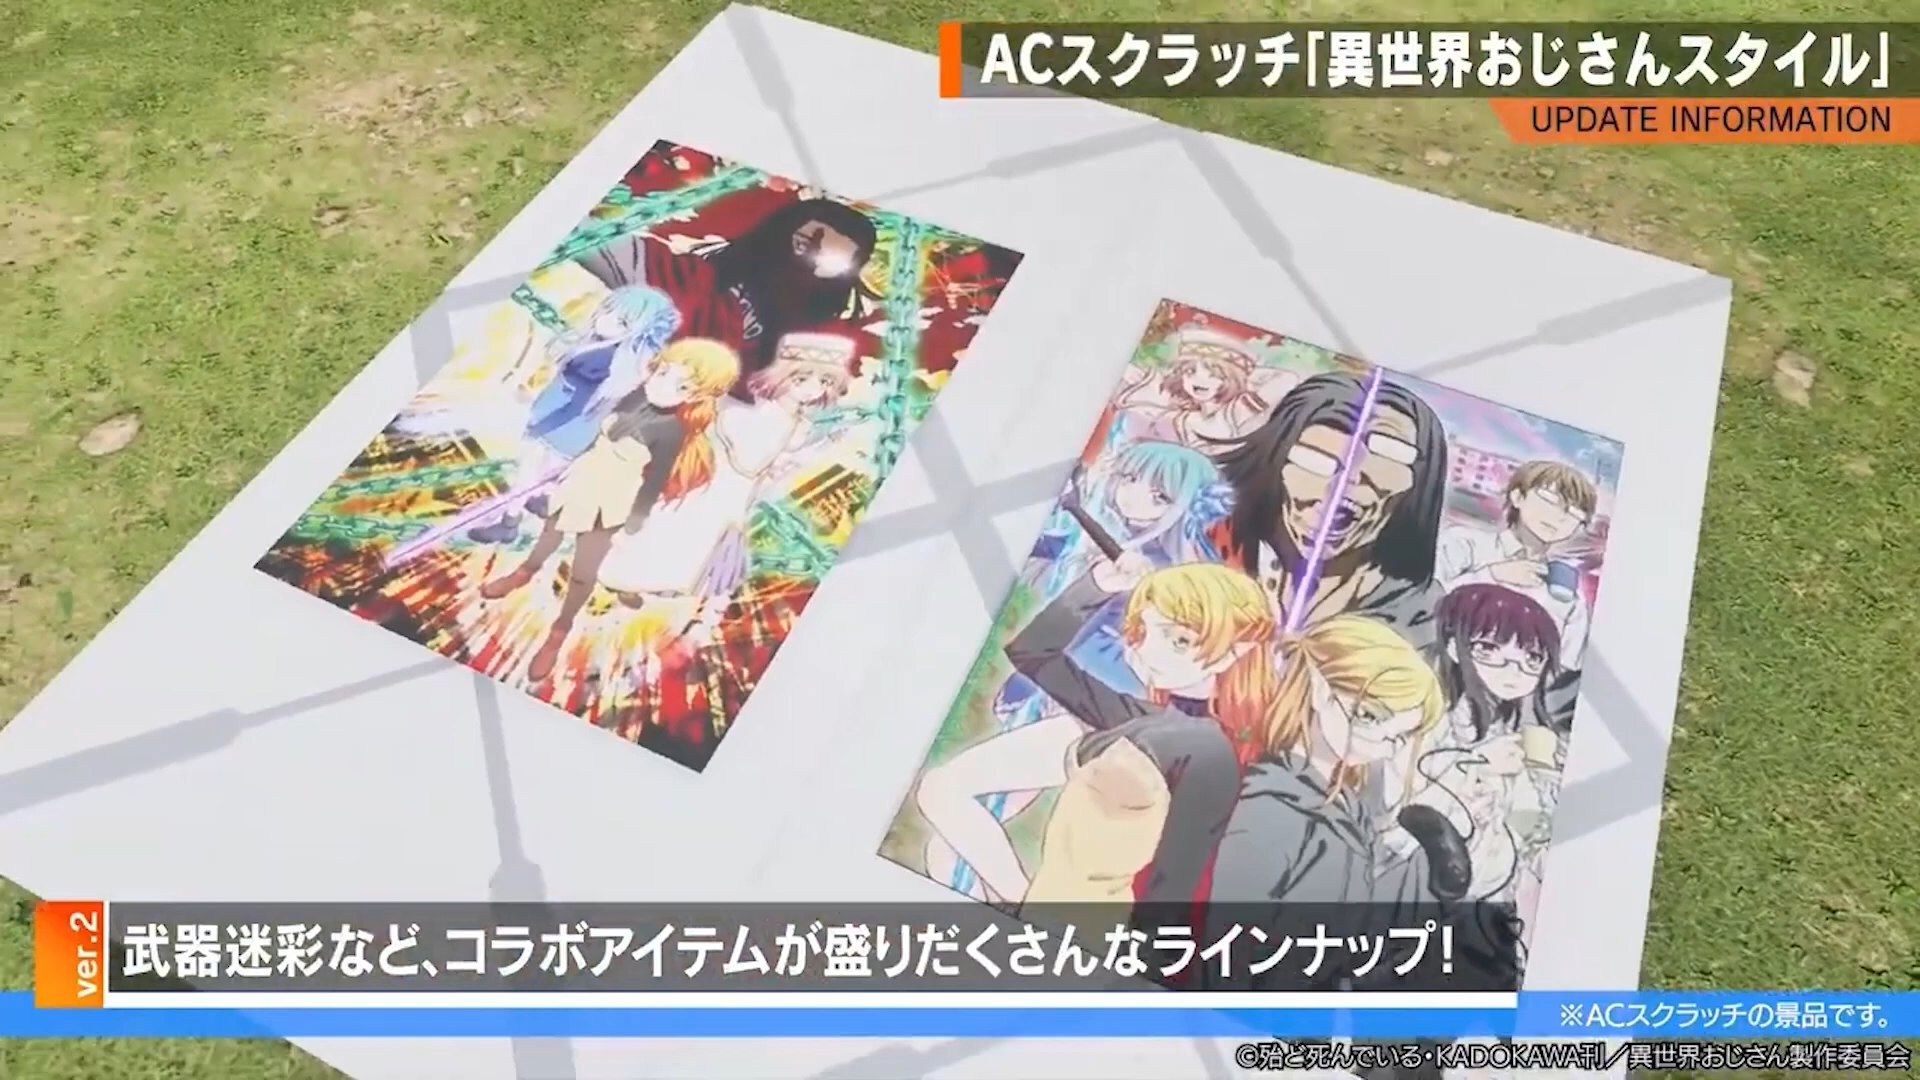 ACスクラッチ「異世界おじさんスタイル」
UPDATE INFORMATION
ver.2
武器迷彩など、コラボアイテムが盛りだくさんなラインナップ!
※ACスクラッチの景品です。
©殆ど死んでいる・KADOKAWA刊／異世界おじさん製作委員会